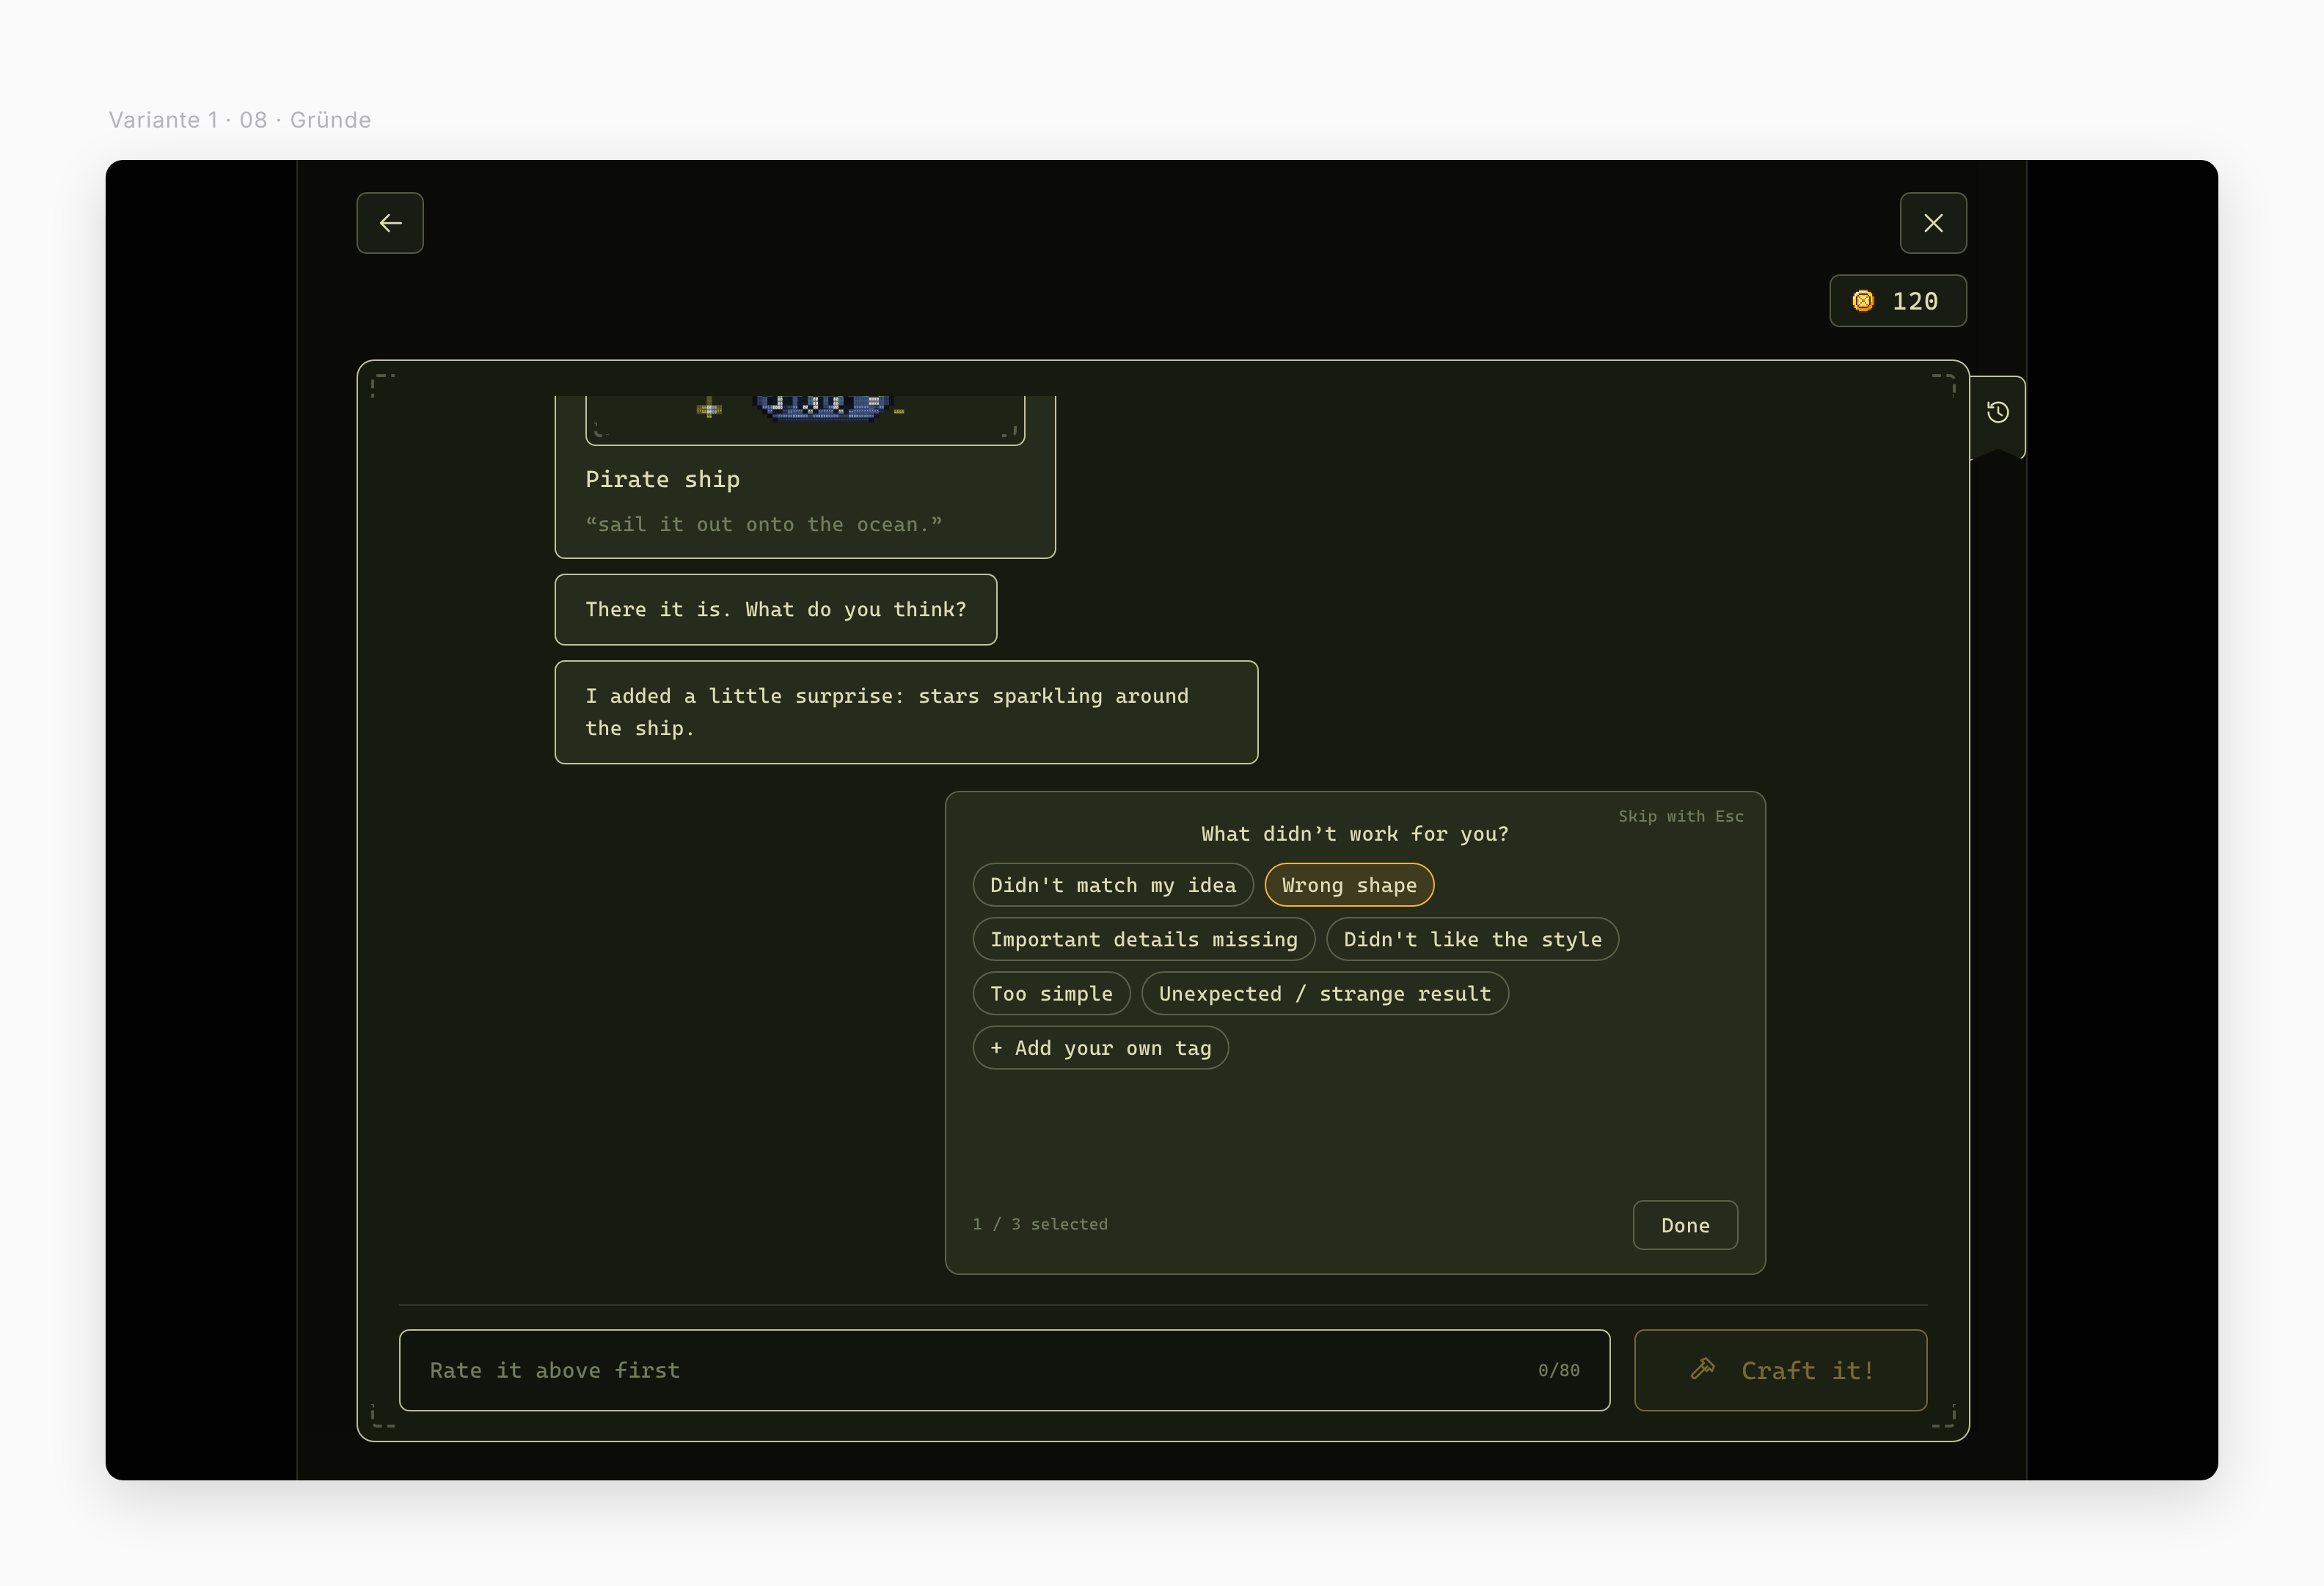 Variante 1 · 08 · Gründe
120
Pirate ship
“sail it out onto the ocean.”
There it is. What do you think?
I added a little surprise: stars sparkling around
the ship.
Skip with Esc
What didn’t work for you?
Didn't match my idea
Wrong shape
Important details missing
Didn't like the style
Too simple
Unexpected / strange result
+ Add your own tag
1 / 3 selected
Done
Rate it above first
0/80
Craft it!